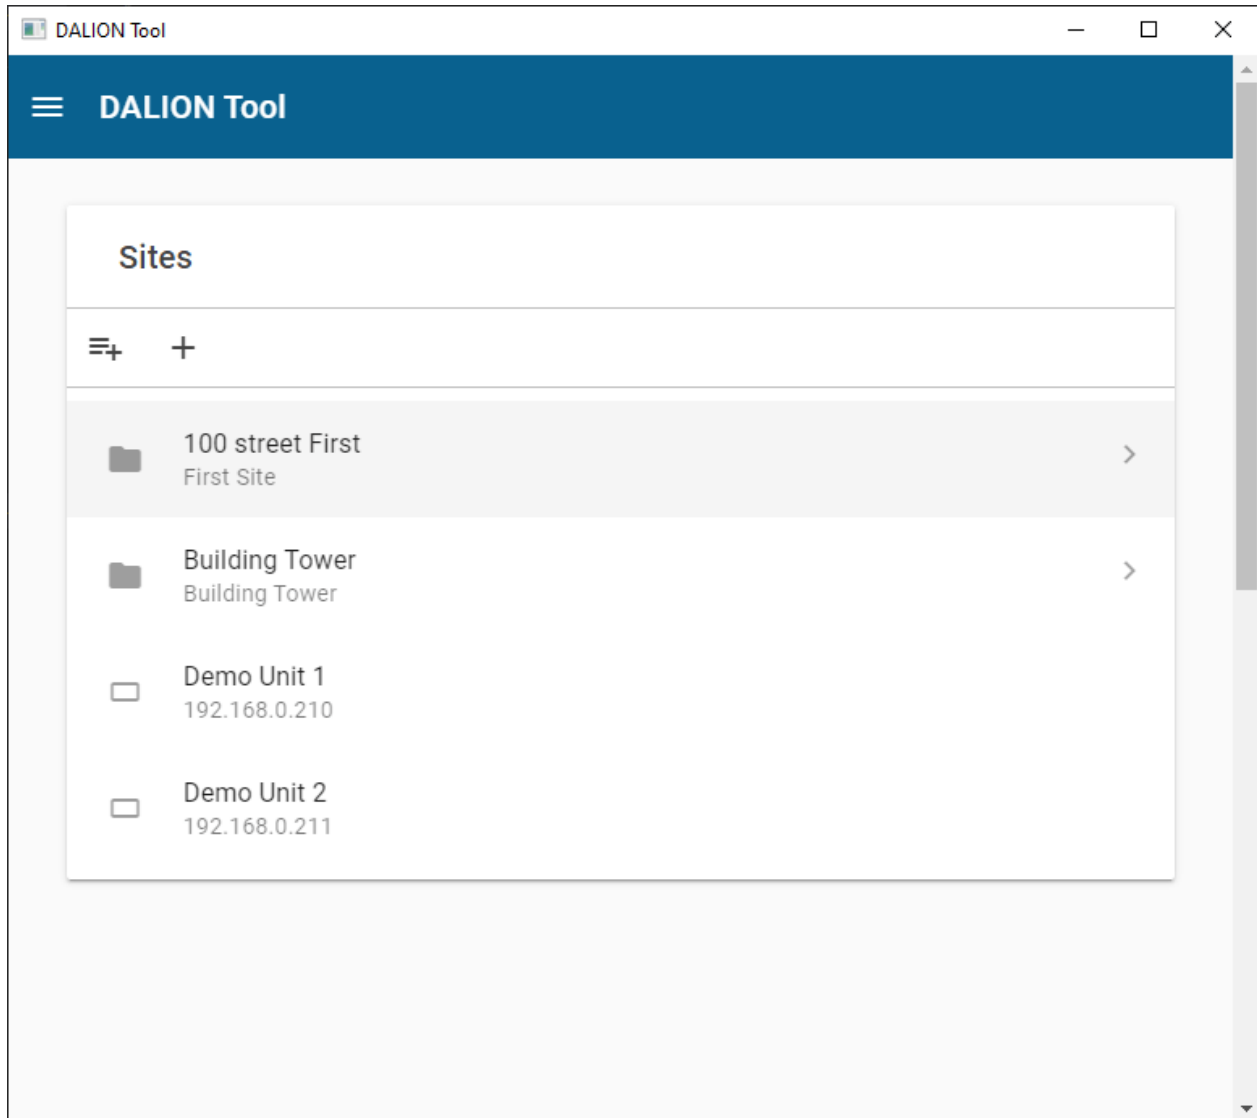 DALION Tool
DALION Tool
Sites
100 street First
First Site
Building Tower
Building Tower
Demo Unit 1
192.168.0.210
Demo Unit 2
192.168.0.211